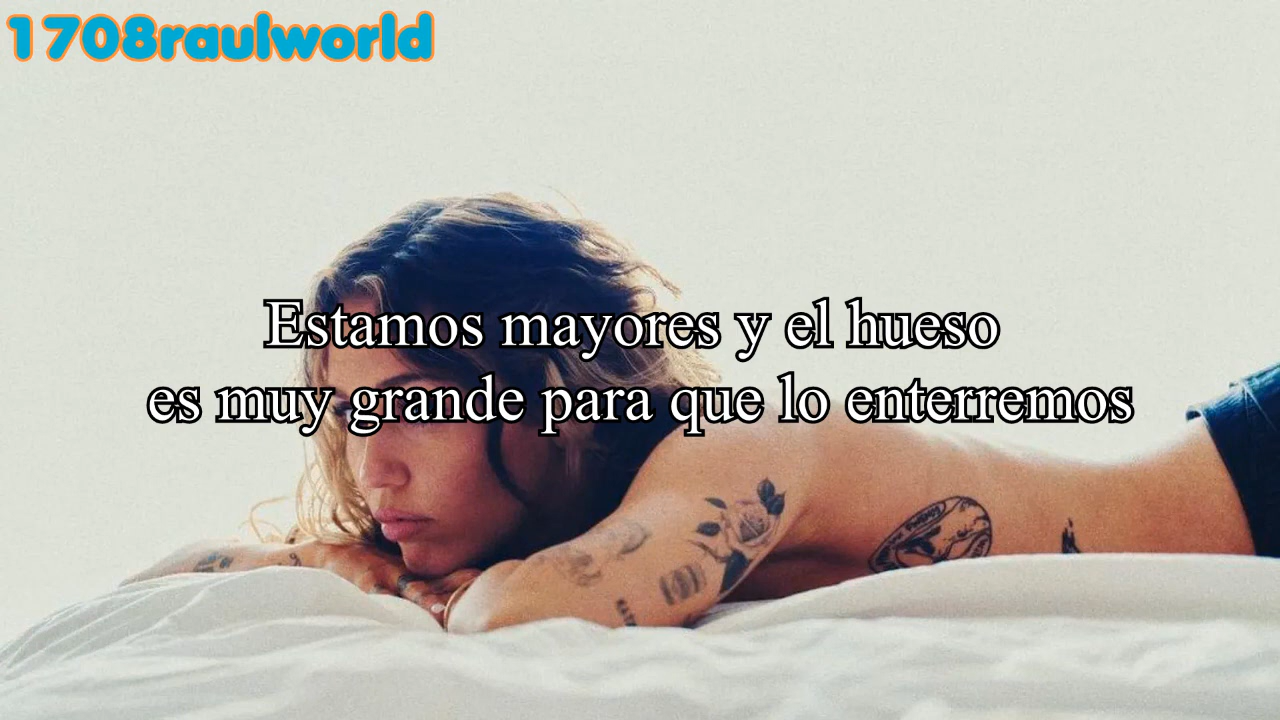 1708raulworld
Estamos mayores y el hueso
es muy grande para que lo enterremos